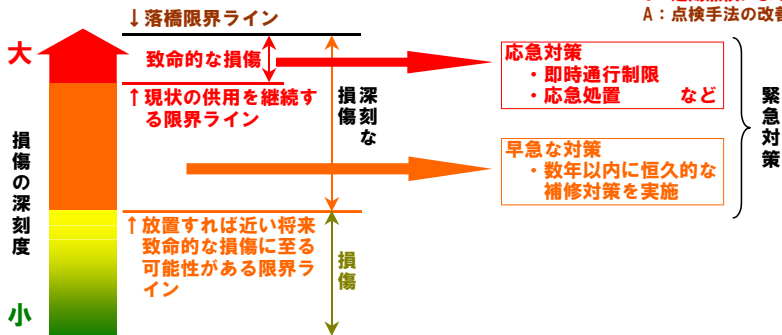 A：点検手法の改善
↓落橋限界ライン
大
致命的な損傷
↑現状の供用を継続す
る限界ライン
深刻な
損傷
応急対策
・即時通行制限
・応急処置　　など
早急な対策
・数年以内に恒久的な
補修対策を実施
緊急対策
損傷の深刻度
↑放置すれば近い将来
致命的な損傷に至る
可能性がある限界ラ
イン
損傷
小